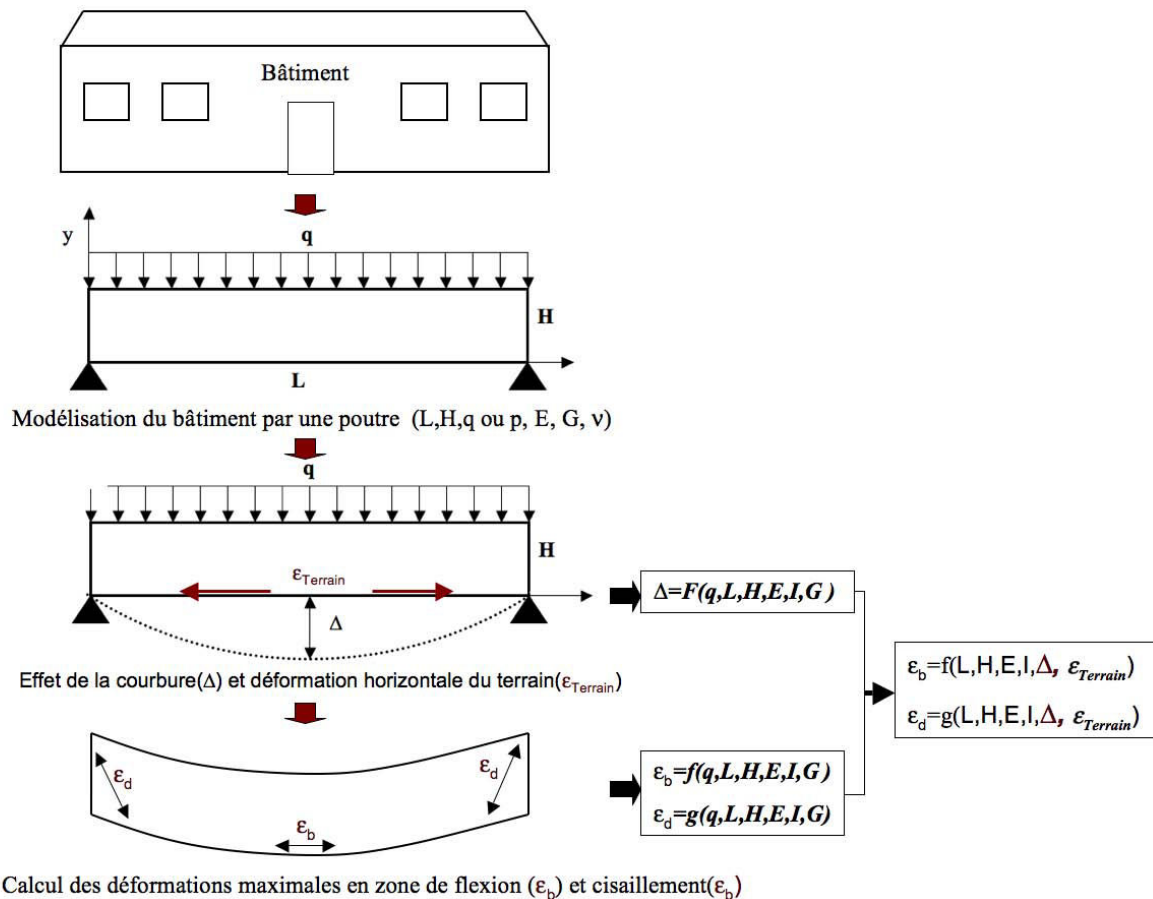 Bâtiment
y
q
H
L
Modélisation du bâtiment par une poutre (L,H,q ou p, E, G, ν)
q
H
εTerrain
Δ
Δ=F(q,L,H,E,I,G)
εb=f(L,H,E,I,Δ, εTerrain)
εd=g(L,H,E,I,Δ, εTerrain)
Effet de la courbure(Δ) et déformation horizontale du terrain(εTerrain)
εd
εd
εb
εb=f(q,L,H,E,I,G)
εd=g(q,L,H,E,I,G)
Calcul des déformations maximales en zone de flexion (εb) et cisaillement(εb)